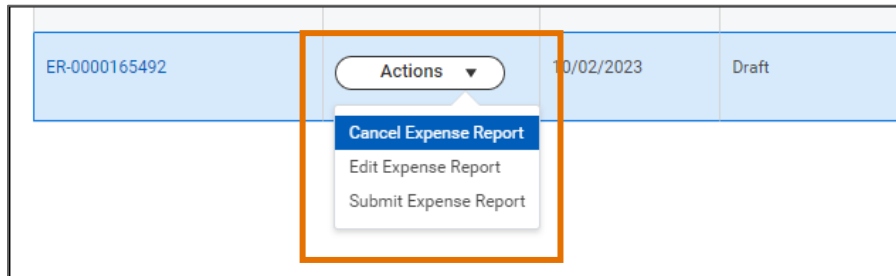 ER-0000165492 Actions 10/02/2023 Draft
Cancel Expense Report
Edit Expense Report
Submit Expense Report